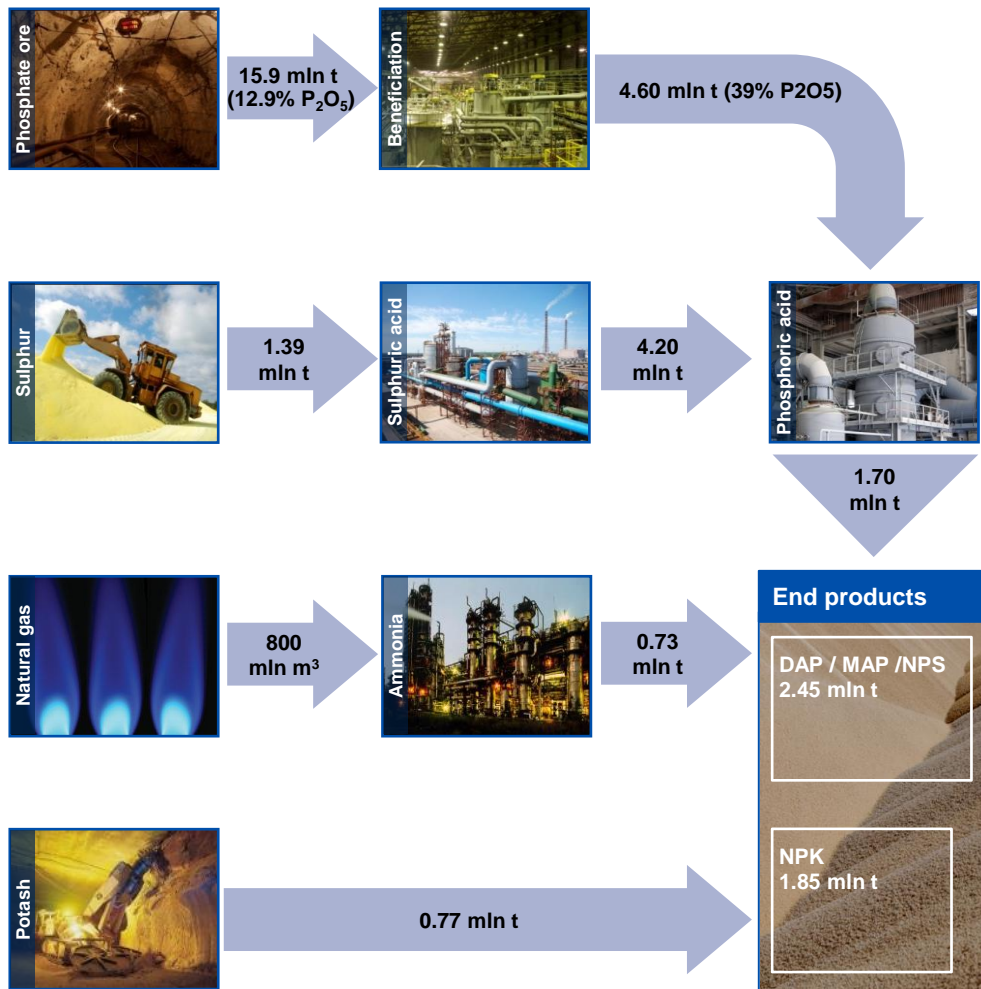 Phosphate ore
15.9 mln t
(12.9% P₂O₅)
Beneficiation
4.60 mln t (39% P2O5)
Sulphur
1.39
mln t
Sulphuric acid
4.20
mln t
Phosphoric acid
1.70
mln t
Natural gas
800
mln m³
Ammonia
0.73
mln t
End products
DAP / MAP /NPS
2.45 mln t
NPK
1.85 mln t
Potash
0.77 mln t